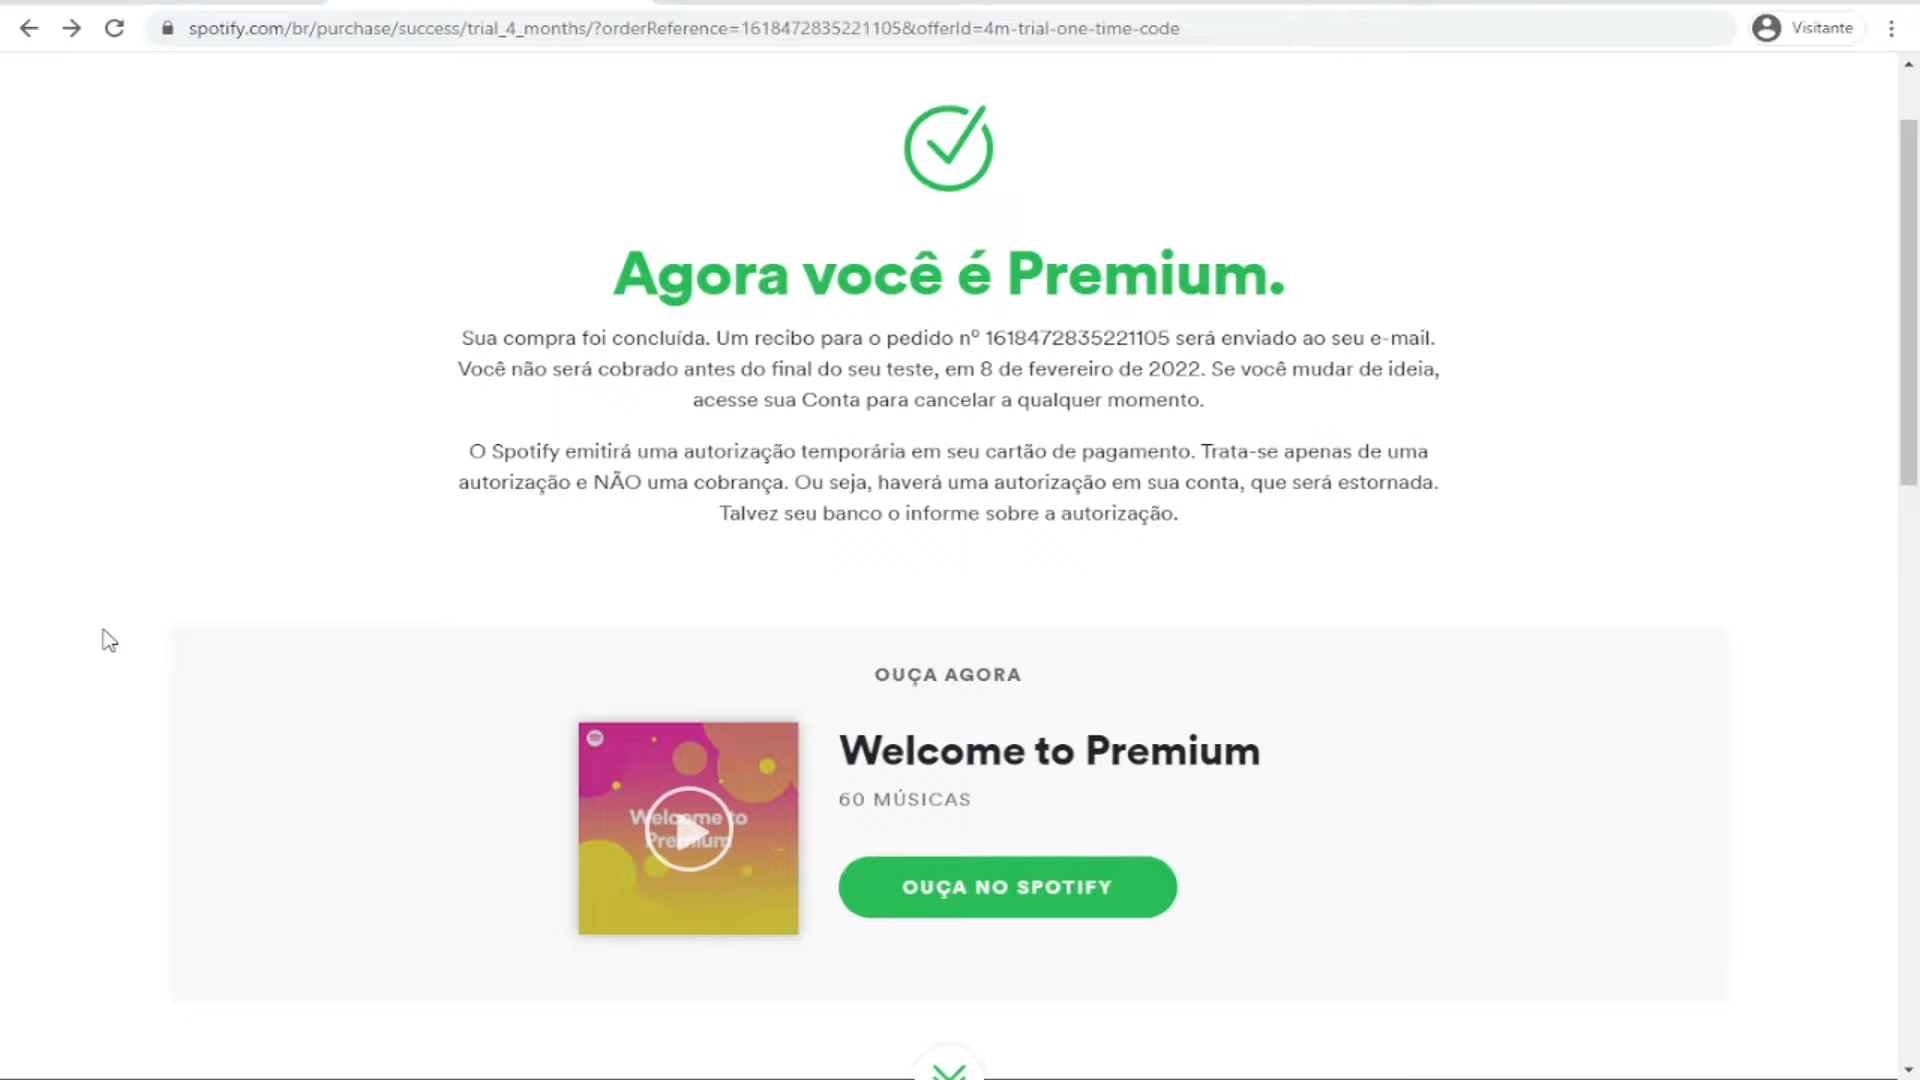 spotify.com/br/purchase/success/trial_4_months/?orderReference=1618472835221105&offerId=4m-trial-one-time-code
Visitante
Agora você é Premium.
Sua compra foi concluída. Um recibo para o pedido nº 1618472835221105 será enviado ao seu e-mail.
Você não será cobrado antes do final do seu teste, em 8 de fevereiro de 2022. Se você mudar de ideia,
acesse sua Conta para cancelar a qualquer momento.
O Spotify emitirá uma autorização temporária em seu cartão de pagamento. Trata-se apenas de uma
autorização e NÃO uma cobrança. Ou seja, haverá uma autorização em sua conta, que será estornada.
Talvez seu banco o informe sobre a autorização.
OUÇA AGORA
Welcome to
Premium
Welcome to Premium
60 MÚSICAS
OUÇA NO SPOTIFY